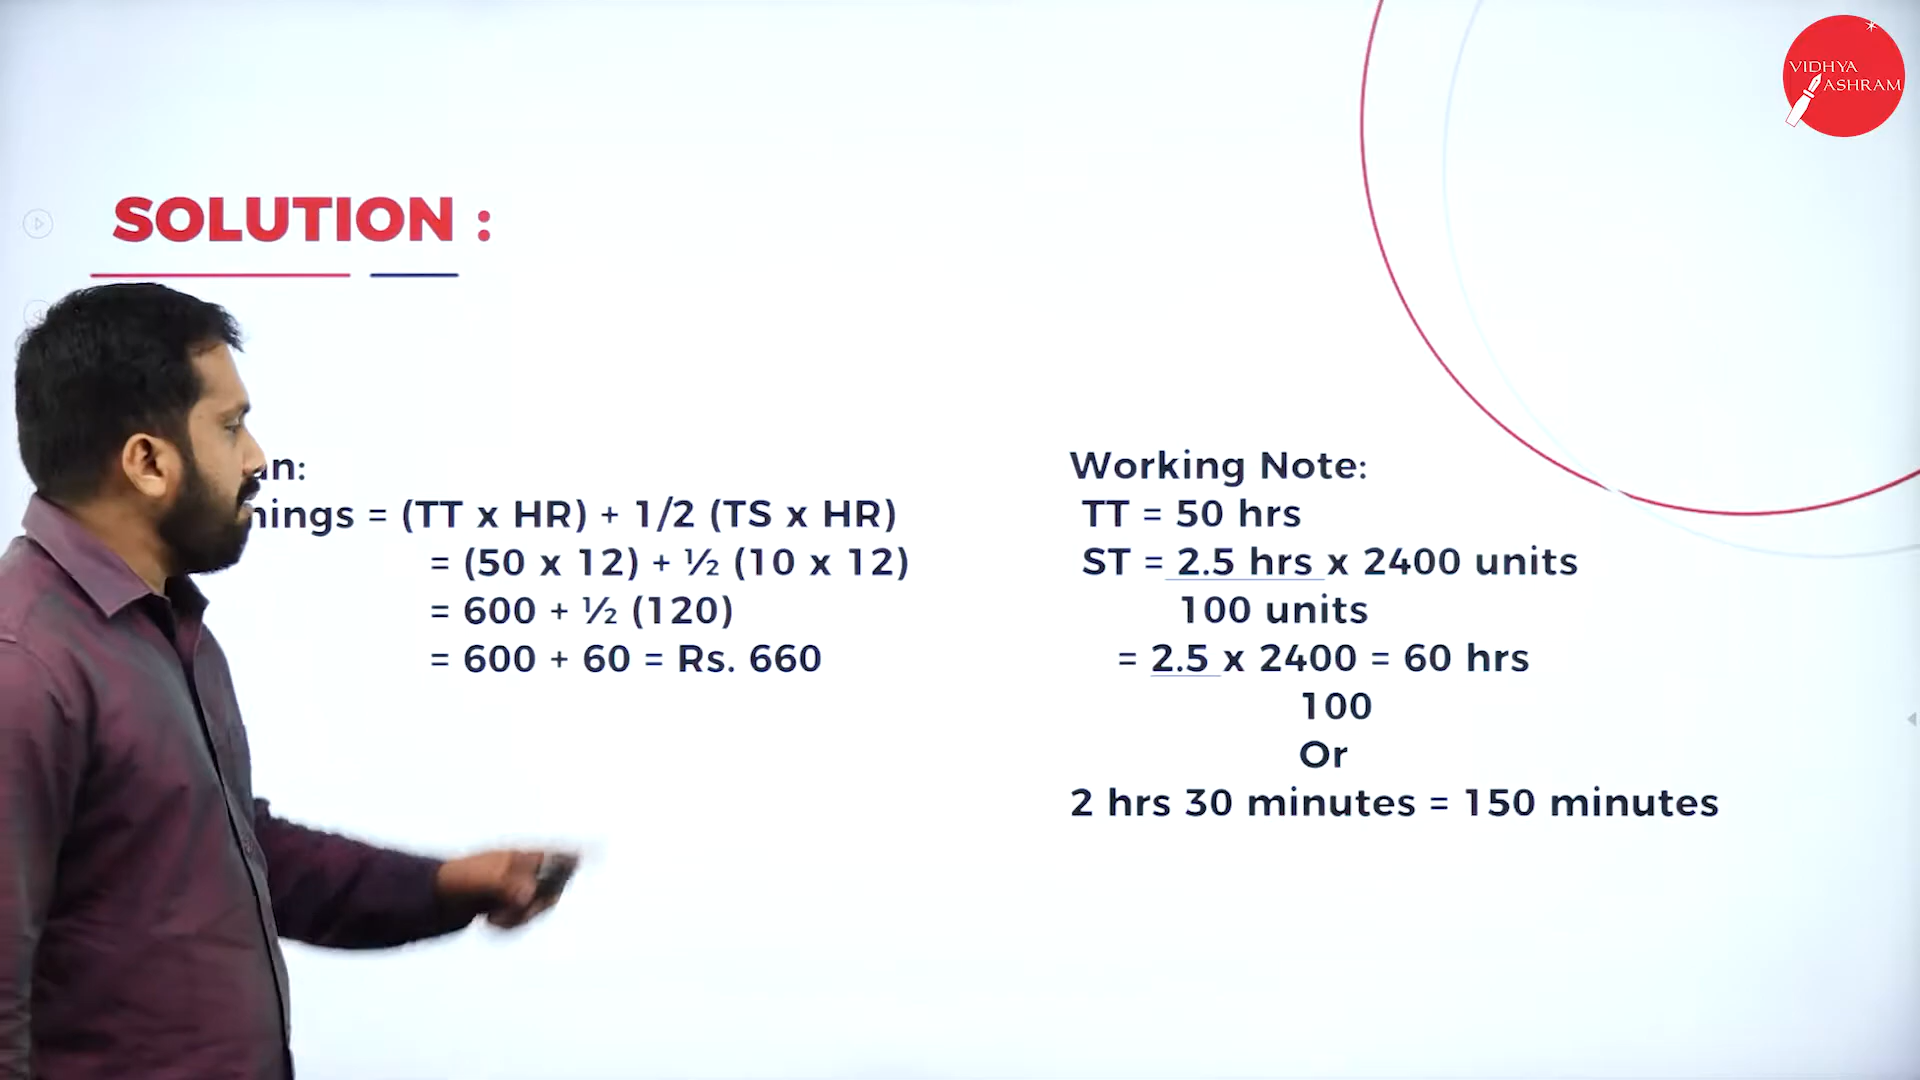 VIDHYA
ASHRAM
SOLUTION :
= (TT x HR) + 1/2 (TS x HR)
= (50 x 12) + ½ (10 x 12)
= 600 + ½ (120)
= 600 + 60 = Rs. 660
Working Note:
TT = 50 hrs
ST = 2.5 hrs x 2400 units
100 units
= 2.5 x 2400 = 60 hrs
100
Or
2 hrs 30 minutes = 150 minutes